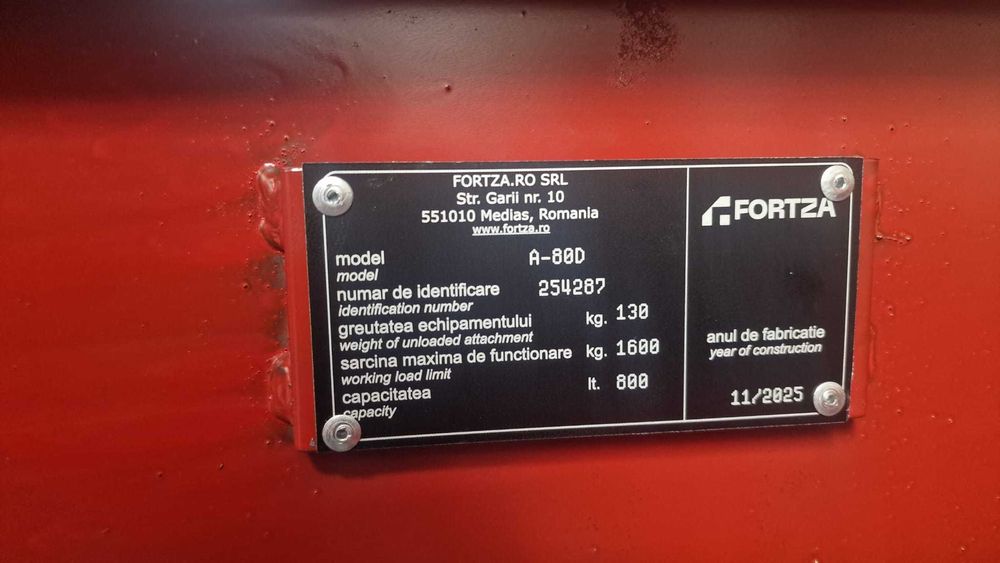 FORTZA.RO SRL
Str. Garii nr. 10
551010 Medias, Romania
www.fortza.ro
model A-80D
model
numar de identificare 254287
identification number
greutatea echipamentului kg. 130
weight of unloaded attachment
sarcina maxima de functionare kg. 1600
working load limit
capacitatea lt. 800
capacity
FORTZA
anul de fabricatie
year of construction
11/2025